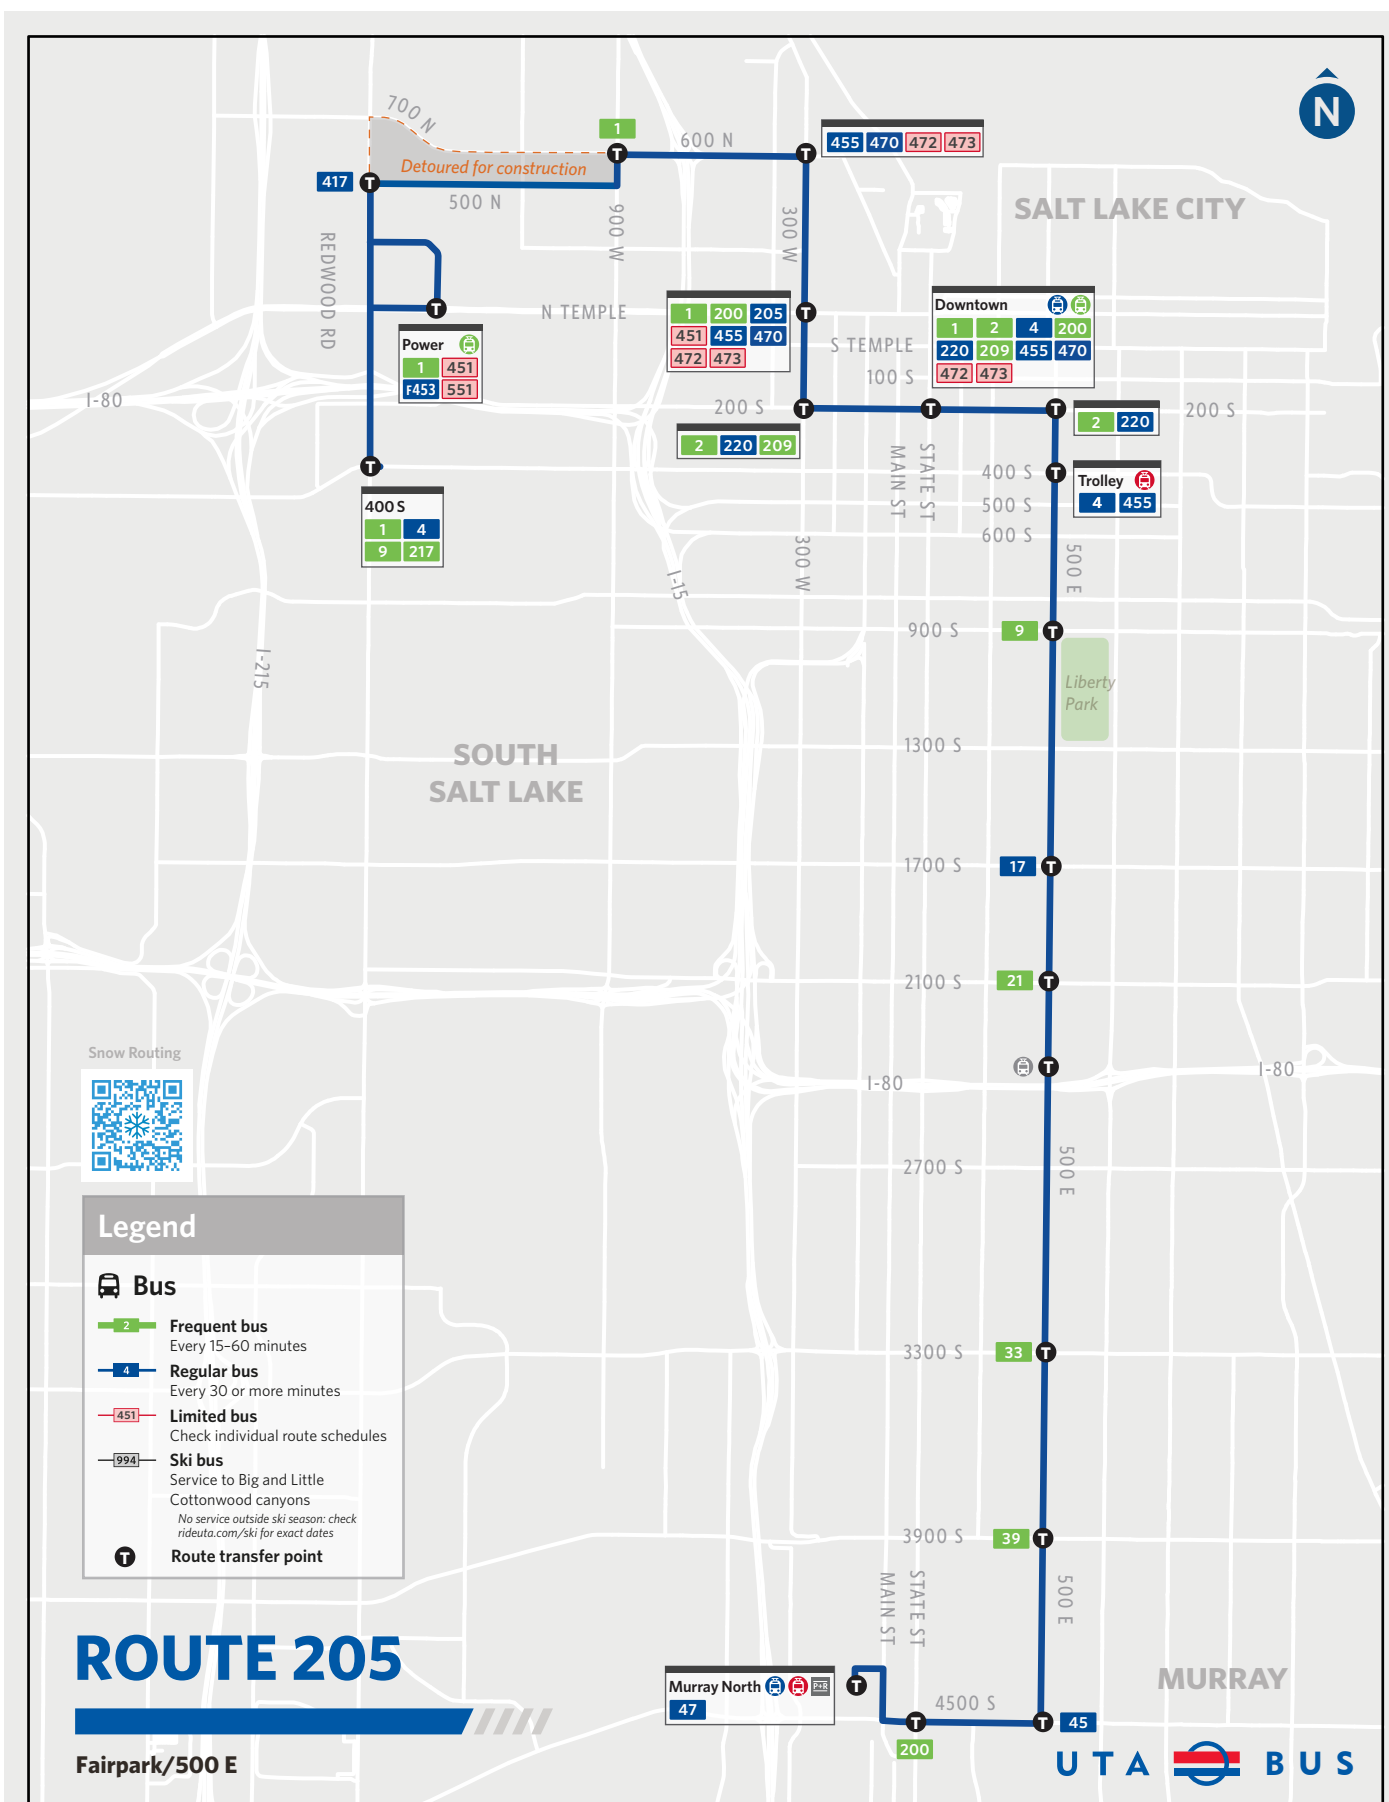 N
700 N
1
600 N
455 470 472 473
Detoured for construction
417
500 N
SALT LAKE CITY
REDWOOD RD
900 W
300 W
N TEMPLE
1 200 205
451 455 470
472 473
Downtown
1 2 4 200
220 209 455 470
472 473
S TEMPLE
100 S
Power
1 451
F453 551
I-80
200 S
2 220 209
2 220
200 S
MAIN ST
STATE ST
400 S
500 S
600 S
Trolley
4 455
400 S
1 4
9 217
300 W
I-15
500 E
900 S
9
I-215
Liberty
Park
1300 S
SOUTH
SALT LAKE
1700 S
17
2100 S
21
Snow Routing
I-80
I-80
2700 S
500 E
Legend
Bus
2
Frequent bus
Every 15–60 minutes
4
Regular bus
Every 30 or more minutes
451
Limited bus
Check individual route schedules
994
Ski bus
Service to Big and Little
Cottonwood canyons
No service outside ski season: check
rideuta.com/ski for exact dates
T
Route transfer point
3300 S
33
3900 S
39
MAIN ST
STATE ST
500 E
ROUTE 205
Fairpark/500 E
Murray North P+R
47
4500 S
200
45
MURRAY
UTA BUS